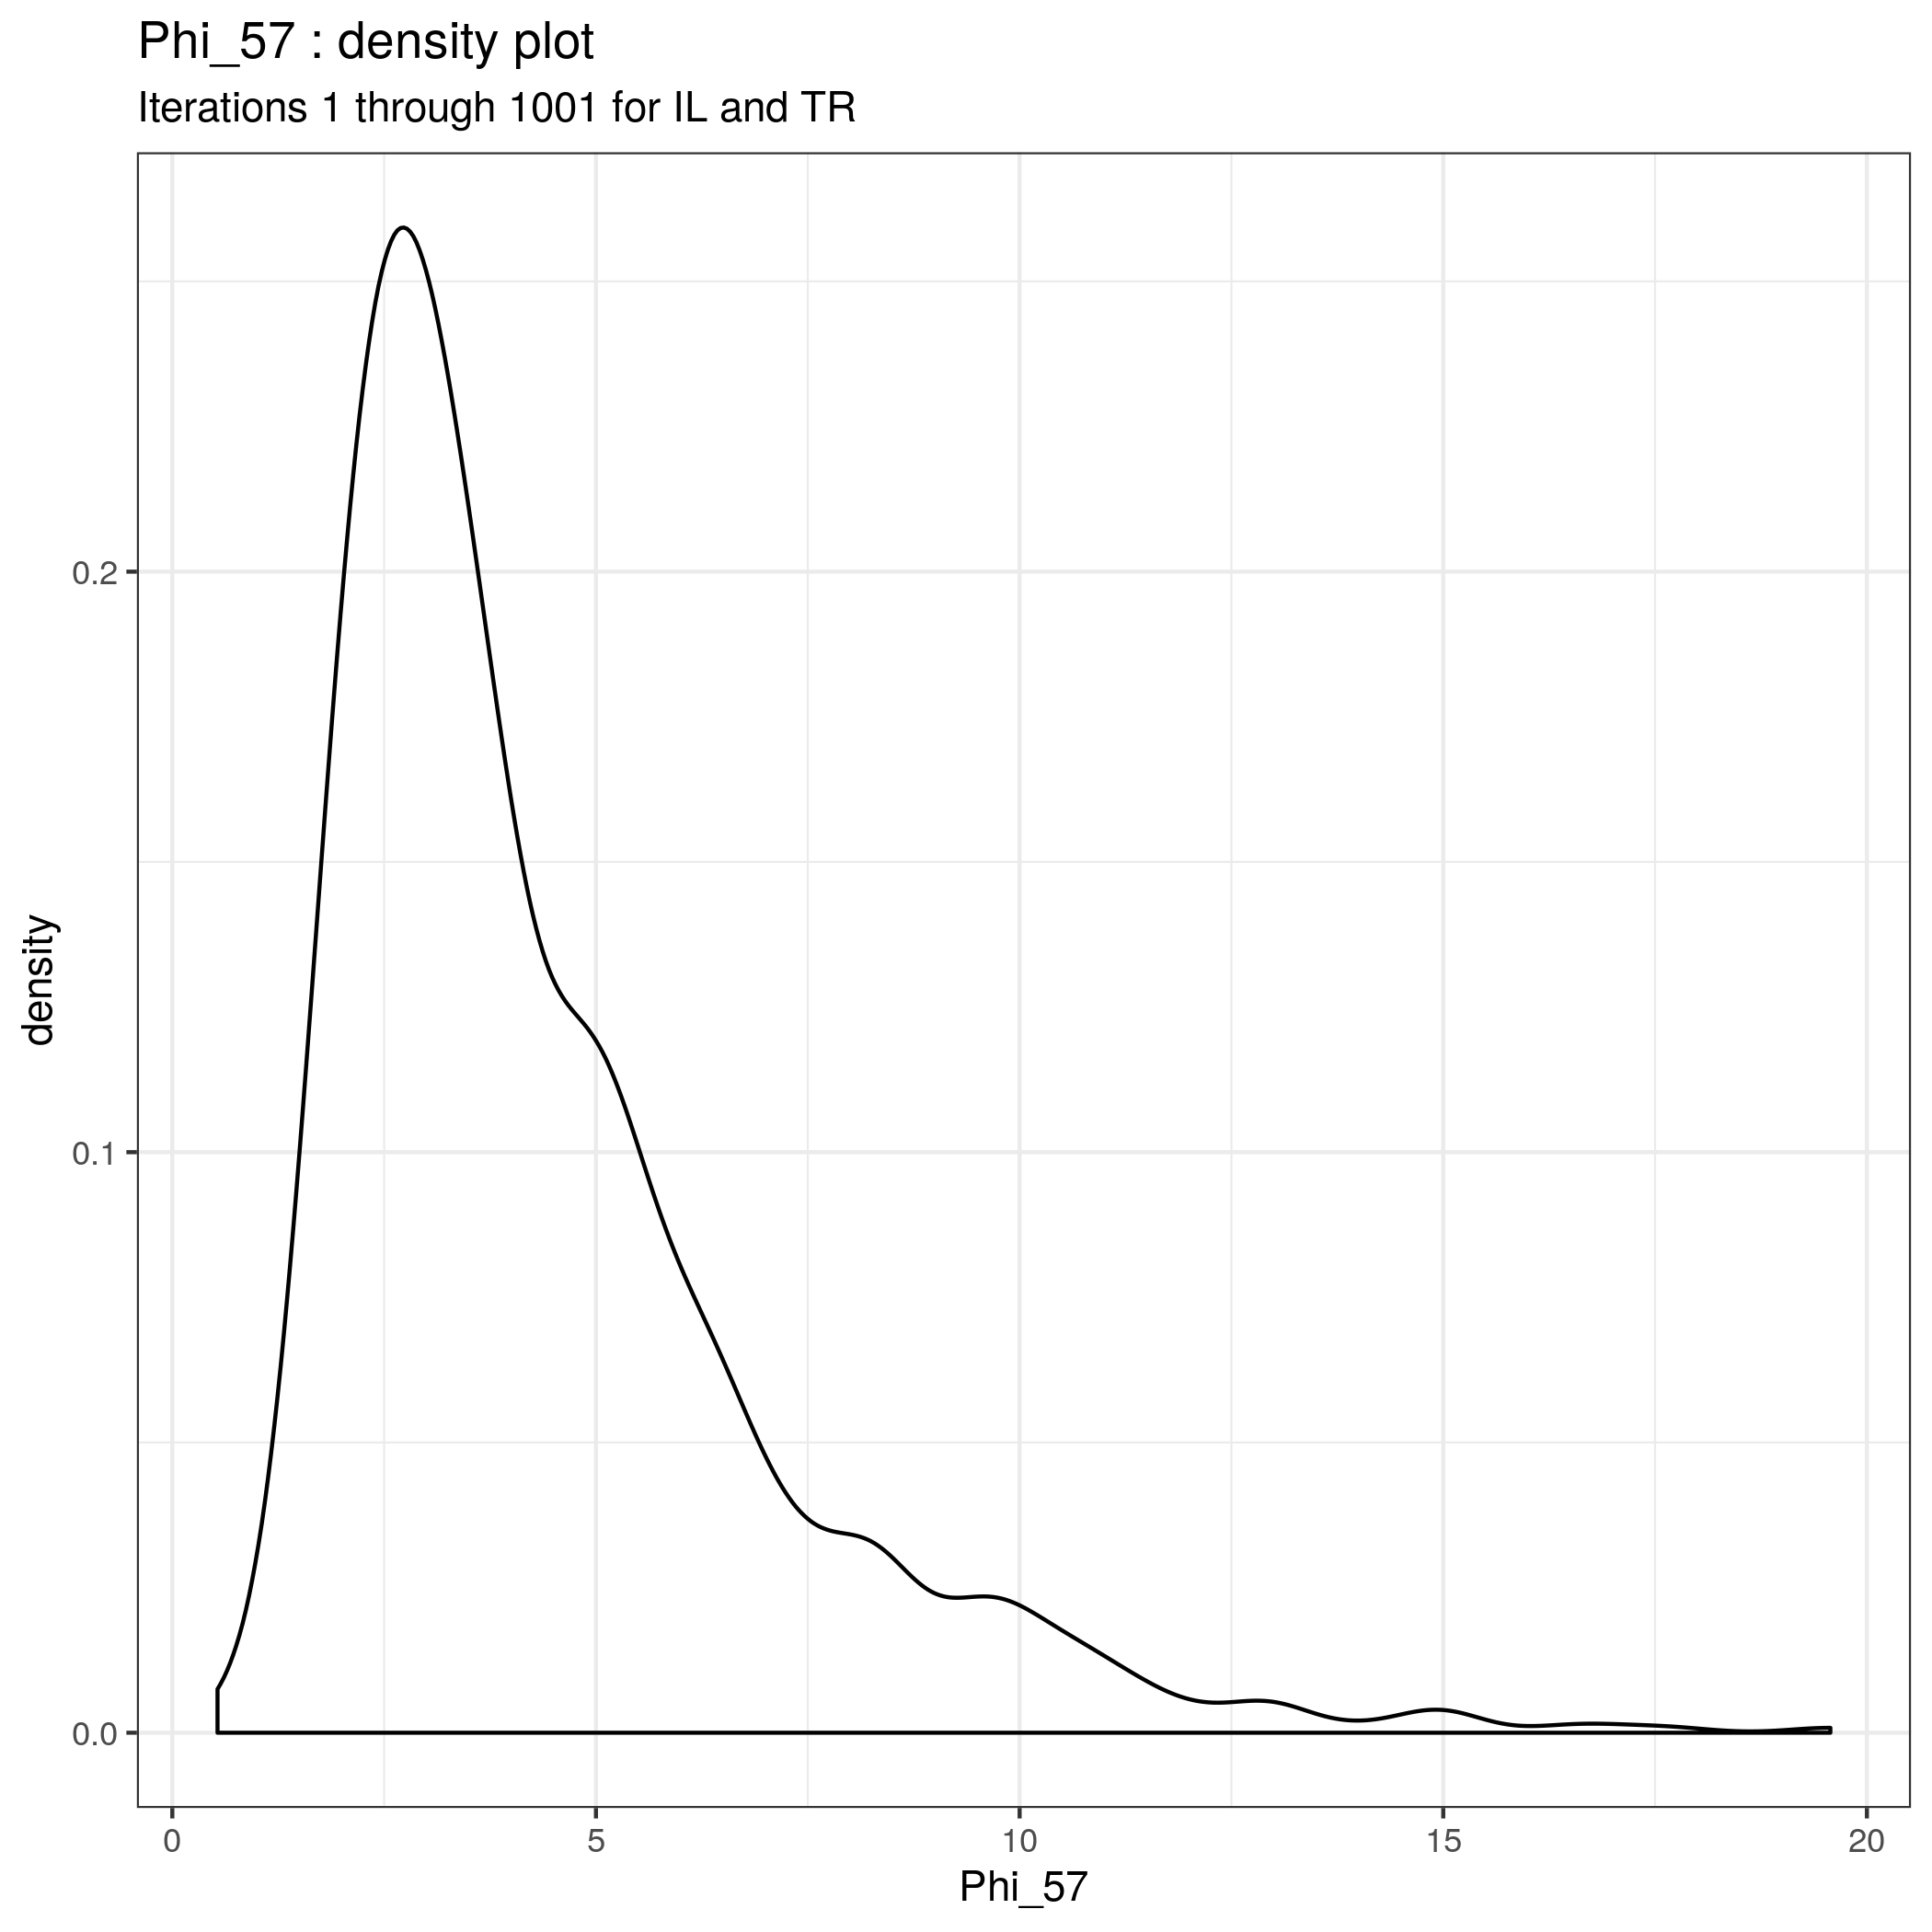 Phi_57 : density plot
Iterations 1 through 1001 for IL and TR
density
0.2
0.1
0.0
0 5 10 15 20
Phi_57